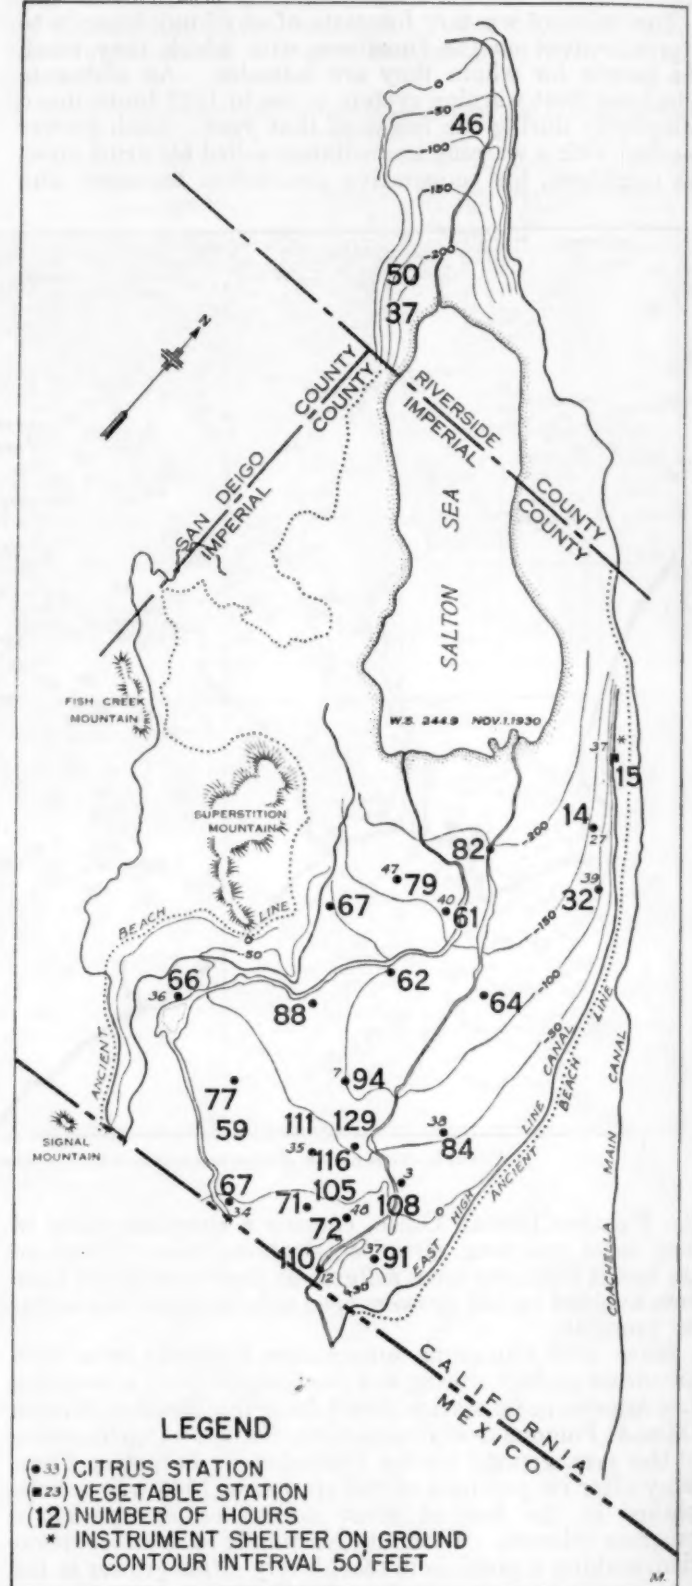 0
-50
46
-100
-150
-200
50
37
N
COUNTY
COUNTY
RIVERSIDE
IMPERIAL
SAN DEIGO
IMPERIAL
COUNTY
COUNTY
SALTON SEA
FISH CREEK
MOUNTAIN
W.S. 244.9 NOV.1.1930
37 *
15
SUPERSTITION
MOUNTAIN
14
27
-200
82
47 79
39
32
67
40
61
BEACH LINE
0
-50
-150
62
66
36
88
64
-100
-50
ANCIENT
7 94
77
59
111
129
35
116
38
84
EAST HIGH LINE CANAL
ANCIENT BEACH LINE
COACHELLA MAIN CANAL
SIGNAL
MOUNTAIN
67
34
105
3
108
71
48
72
0
110
12
37 91
+30
CALIFORNIA
MEXICO
LEGEND
(•33) CITRUS STATION
(■23) VEGETABLE STATION
(12) NUMBER OF HOURS
* INSTRUMENT SHELTER ON GROUND
CONTOUR INTERVAL 50 FEET
M.